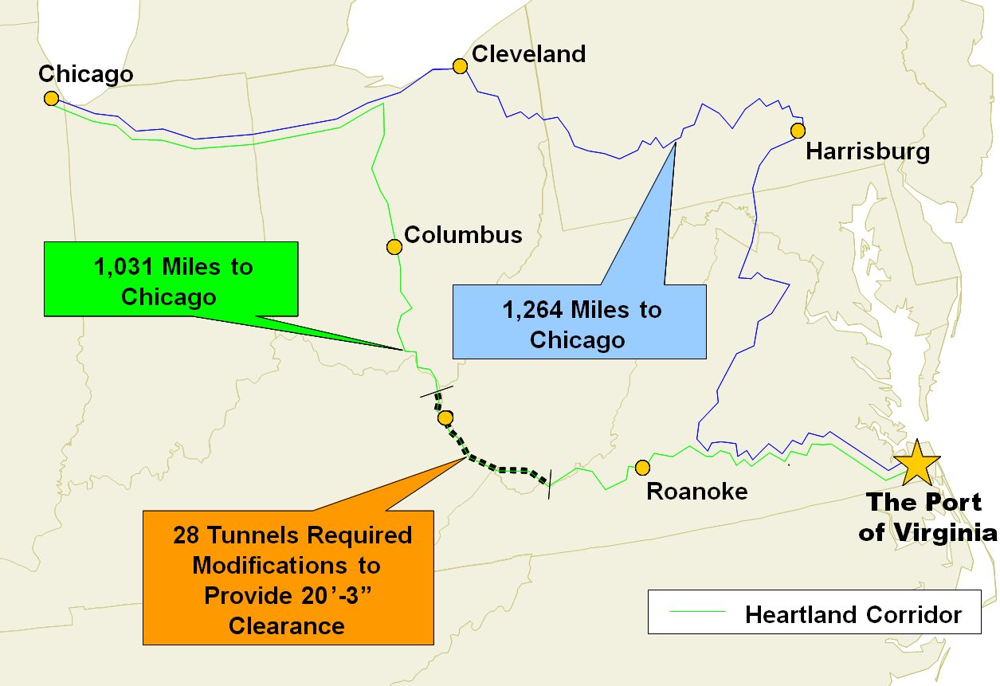 Cleveland
Chicago
Harrisburg
Columbus
1,031 Miles to
Chicago
1,264 Miles to
Chicago
Roanoke
The Port
of Virginia
28 Tunnels Required
Modifications to
Provide 20’-3”
Clearance
Heartland Corridor